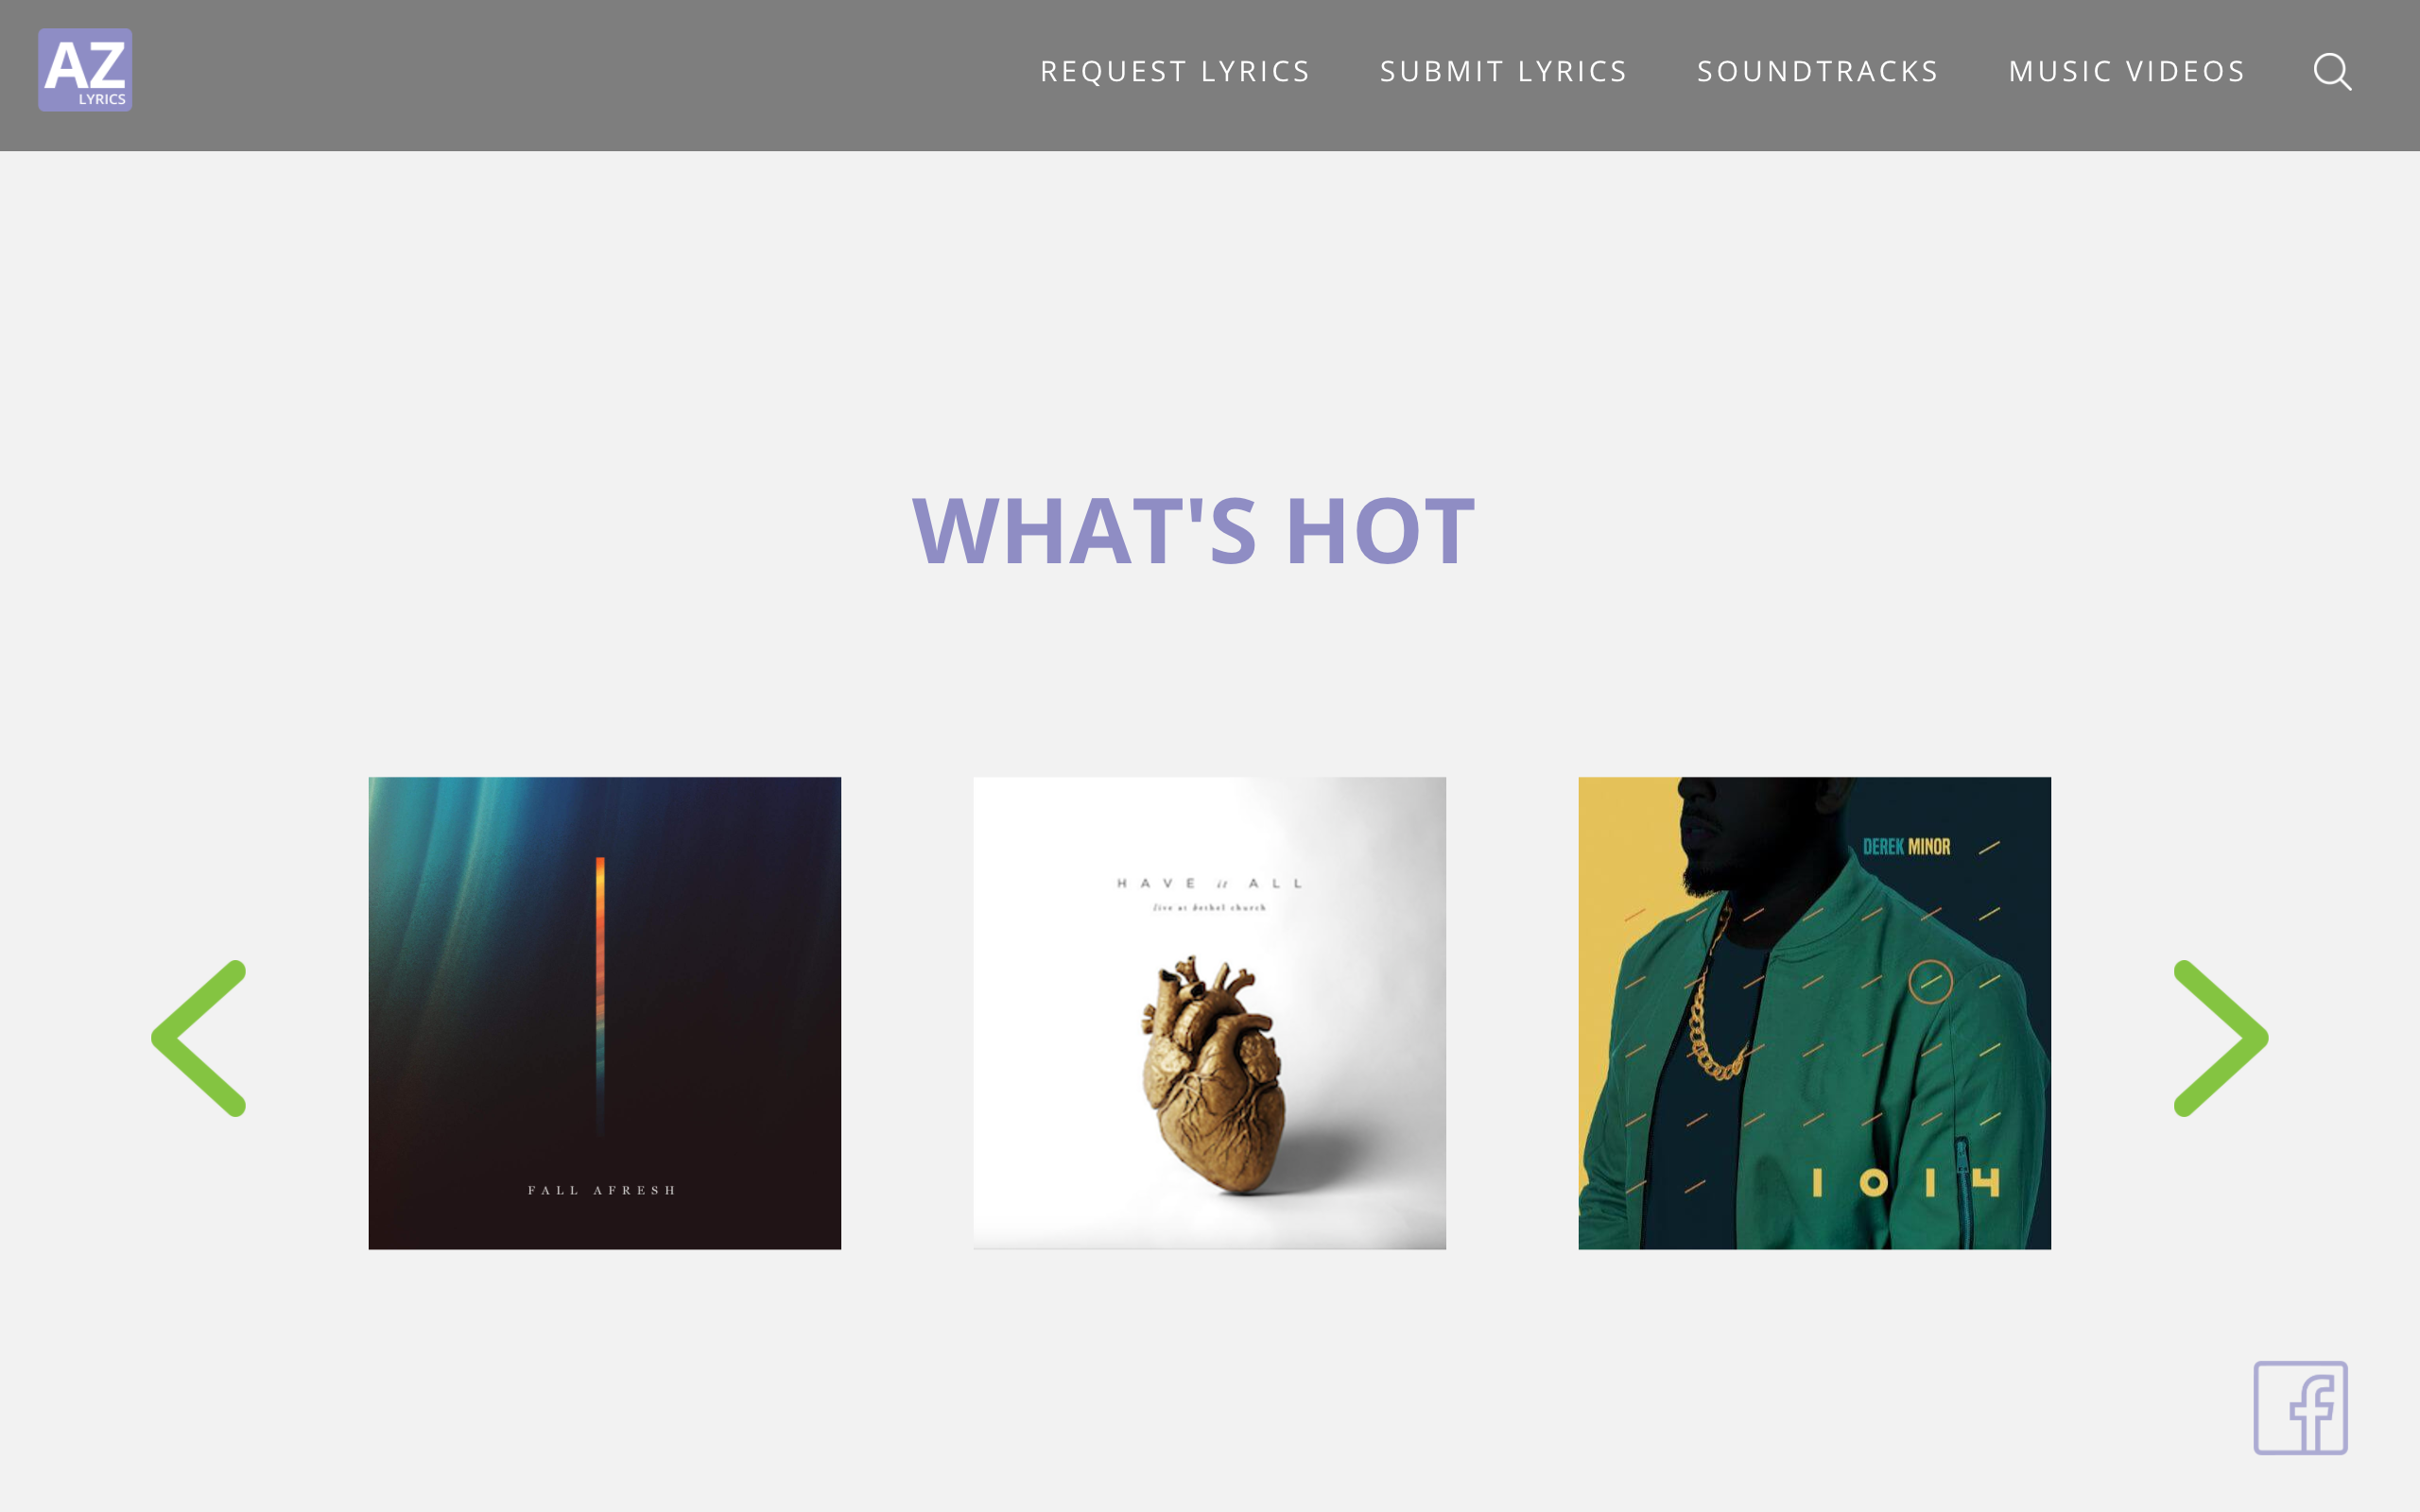 AZ
LYRICS
REQUEST LYRICS
SUBMIT LYRICS
SOUNDTRACKS
MUSIC VIDEOS
WHAT'S HOT
FALL AFRESH
HAVE it ALL
live at bethel church
DEREK MINOR
1014